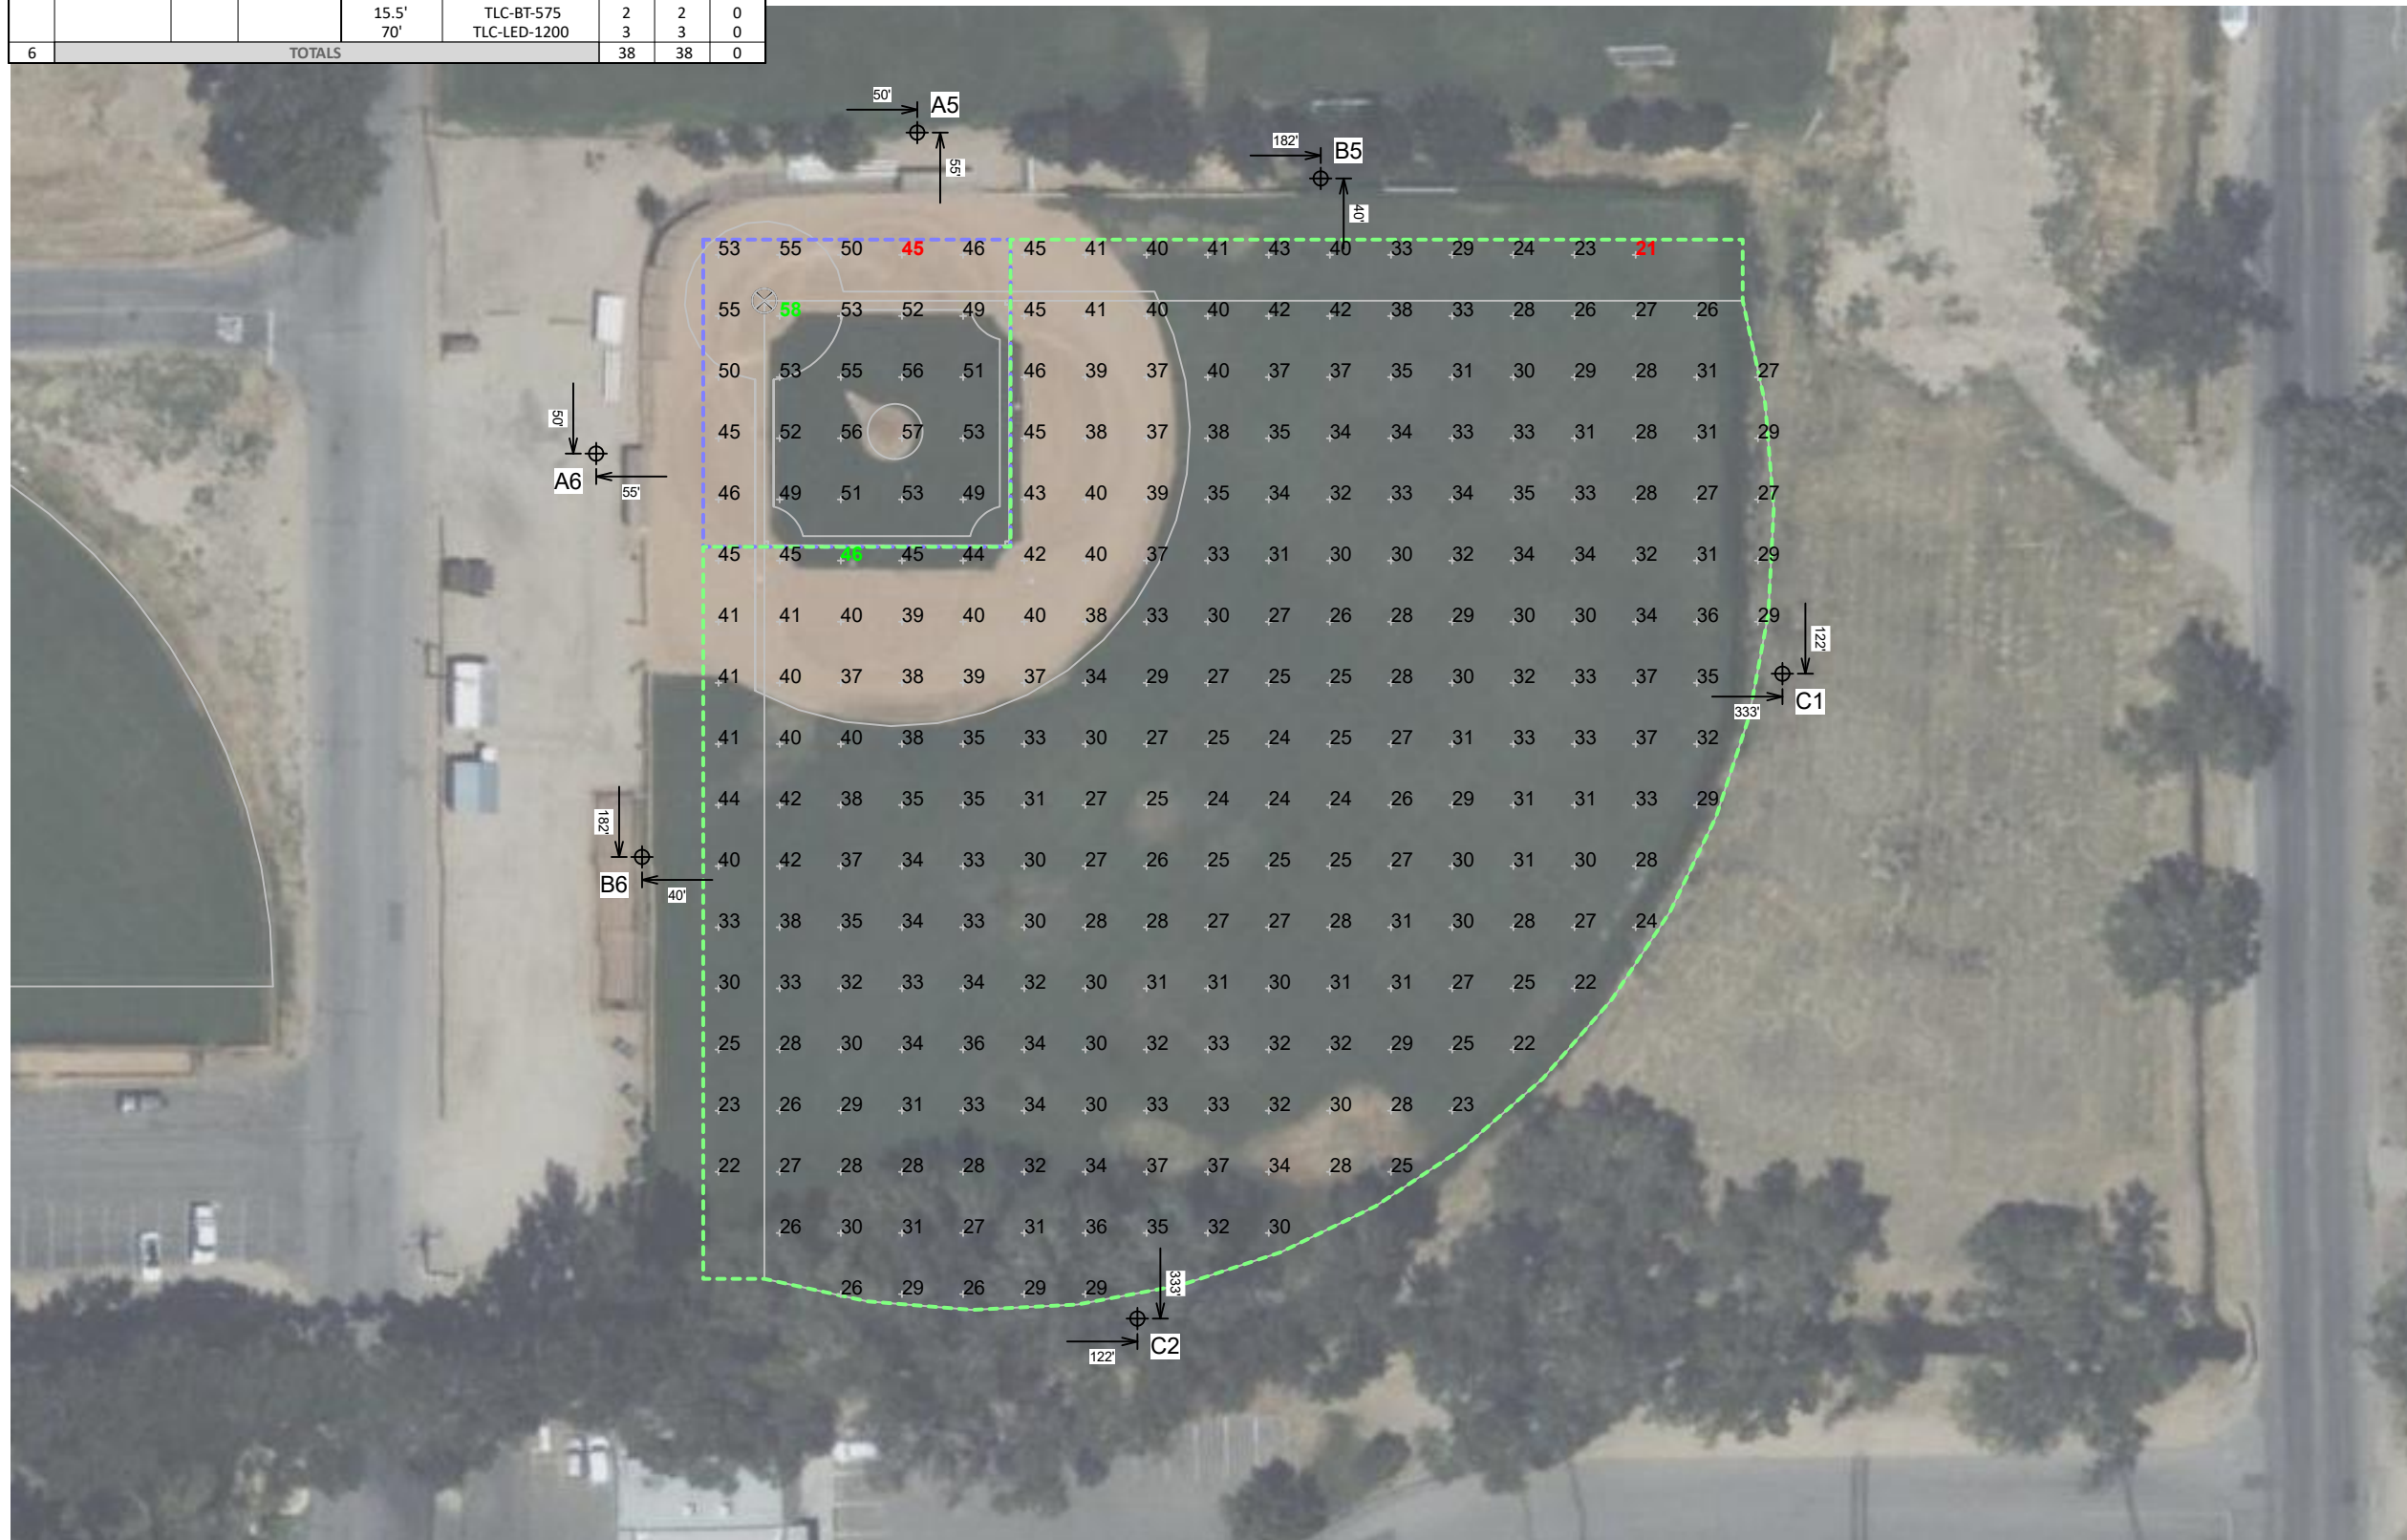 15.5' TLC-BT-575 2 2 0
70' TLC-LED-1200 3 3 0
6 TOTALS 38 38 0
50' A5
55'
182' B5
40'
53 55 50 45 46 45 41 40 41 43 40 33 29 24 23 21
55 58 53 52 49 45 41 40 40 42 42 38 33 28 26 27 26
50 53 55 56 51 46 39 37 40 37 37 35 31 30 29 28 31 27
50'
45 52 56 57 53 45 38 37 38 35 34 34 33 33 31 28 31 29
A6 55'
46 49 51 53 49 43 40 39 35 34 32 33 34 35 33 28 27 27
45 45 46 45 44 42 40 37 33 31 30 30 32 34 34 32 31 29
41 41 40 39 40 40 38 33 30 27 26 28 29 30 30 34 36 29
122'
41 40 37 38 39 37 34 29 27 25 25 28 30 32 33 37 35
333' C1
41 40 40 38 35 33 30 27 25 24 25 27 31 33 33 37 32
44 42 38 35 35 31 27 25 24 24 24 26 29 31 31 33 29
182'
40 42 37 34 33 30 27 26 25 25 25 27 30 31 30 28
B6 40'
33 38 35 34 33 30 28 28 27 27 28 31 30 28 27 24
30 33 32 33 34 32 30 31 31 30 31 31 27 25 22
25 28 30 34 36 34 30 32 33 32 32 29 25 22
23 26 29 31 33 34 30 33 33 32 30 28 23
22 27 28 28 28 32 34 37 37 34 28 25
26 30 31 27 31 36 35 32 30
26 29 26 29 29
333'
122' C2